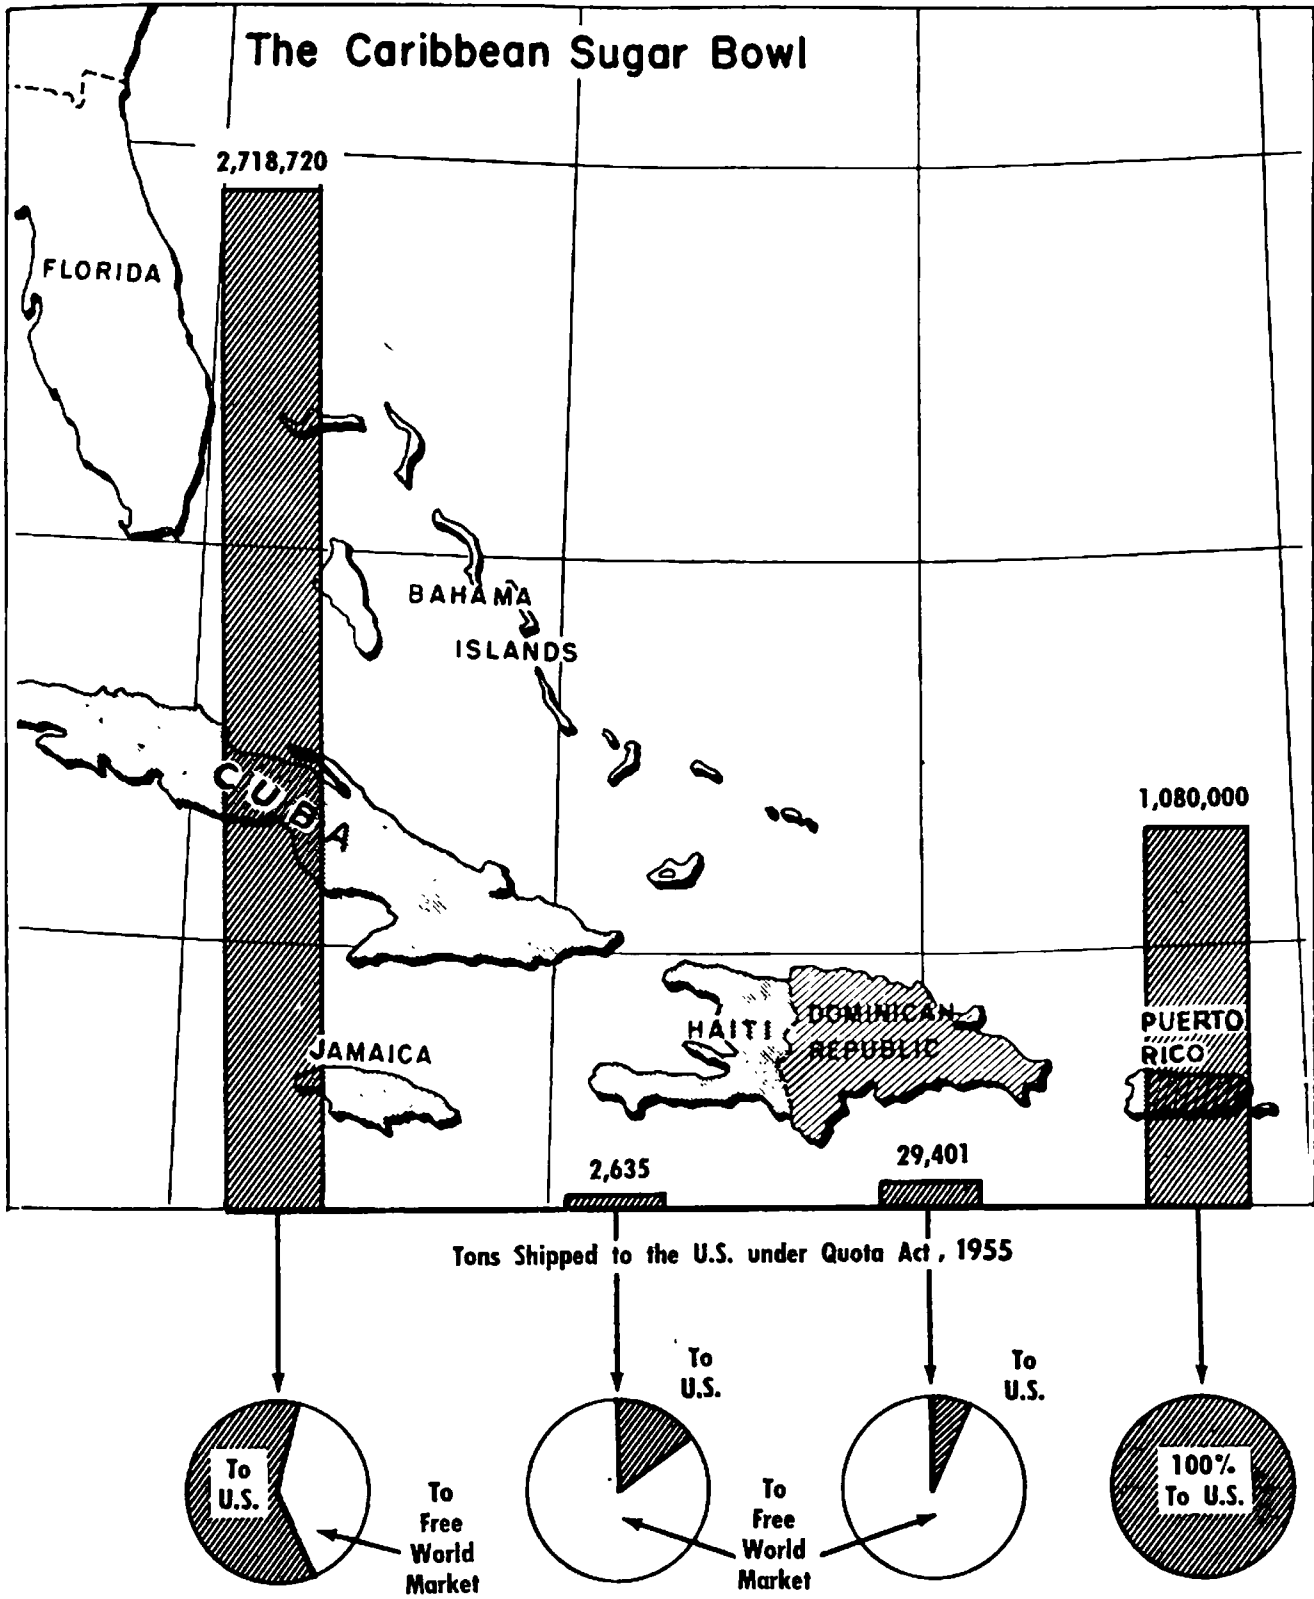 The Caribbean Sugar Bowl
2,718,720
FLORIDA
BAHAMA
ISLANDS
CUBA
1,080,000
HAITI
DOMINICAN
REPUBLIC
PUERTO
RICO
JAMAICA
2,635
29,401
Tons Shipped to the U.S. under Quota Act, 1955
To
U.S.
To
Free
World
Market
To
U.S.
To
Free
World
Market
To
U.S.
100%
To U.S.